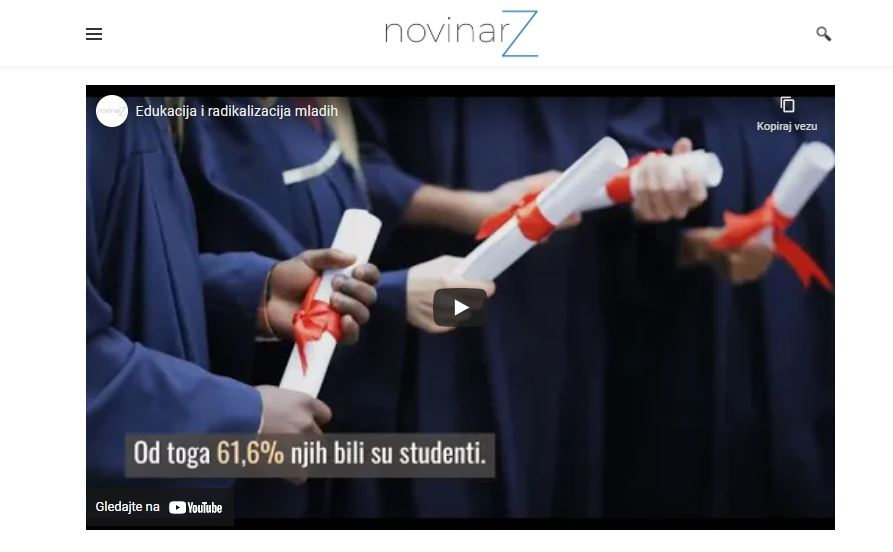 novinarZ
Edukacija i radikalizacija mladih
Kopiraj vezu
Od toga 61,6% njih bili su studenti.
Gledajte na YouTube